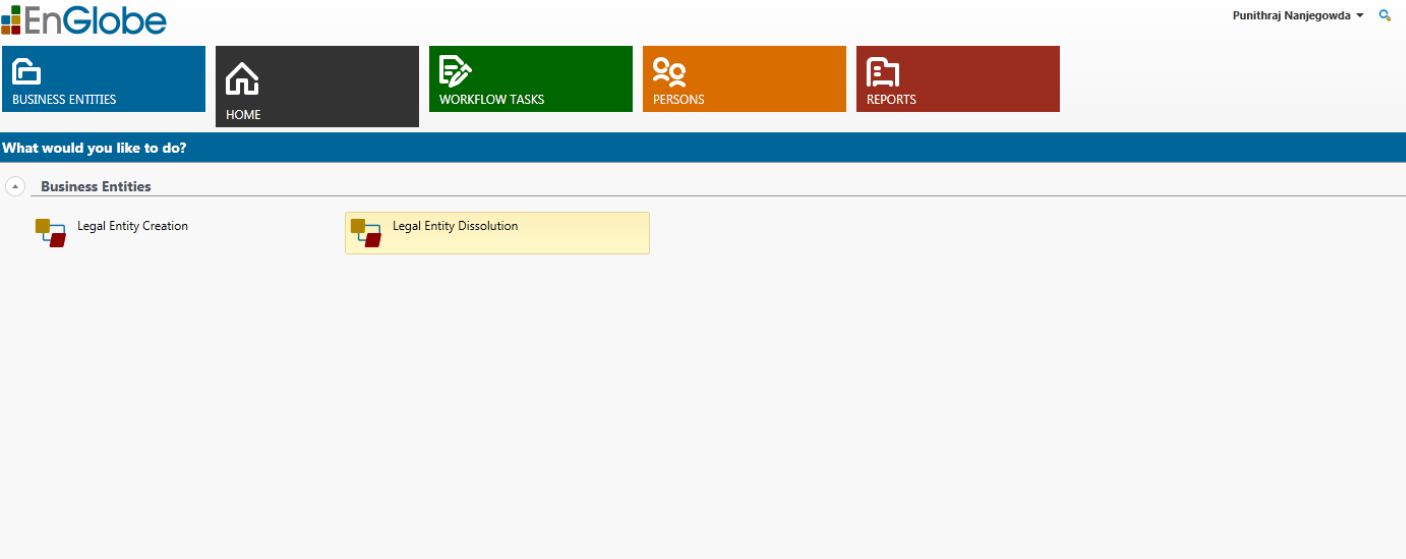 EnGlobe
Punithraj Nanjegowda
BUSINESS ENTITIES
HOME
WORKFLOW TASKS
PERSONS
REPORTS
What would you like to do?
Business Entities
Legal Entity Creation
Legal Entity Dissolution